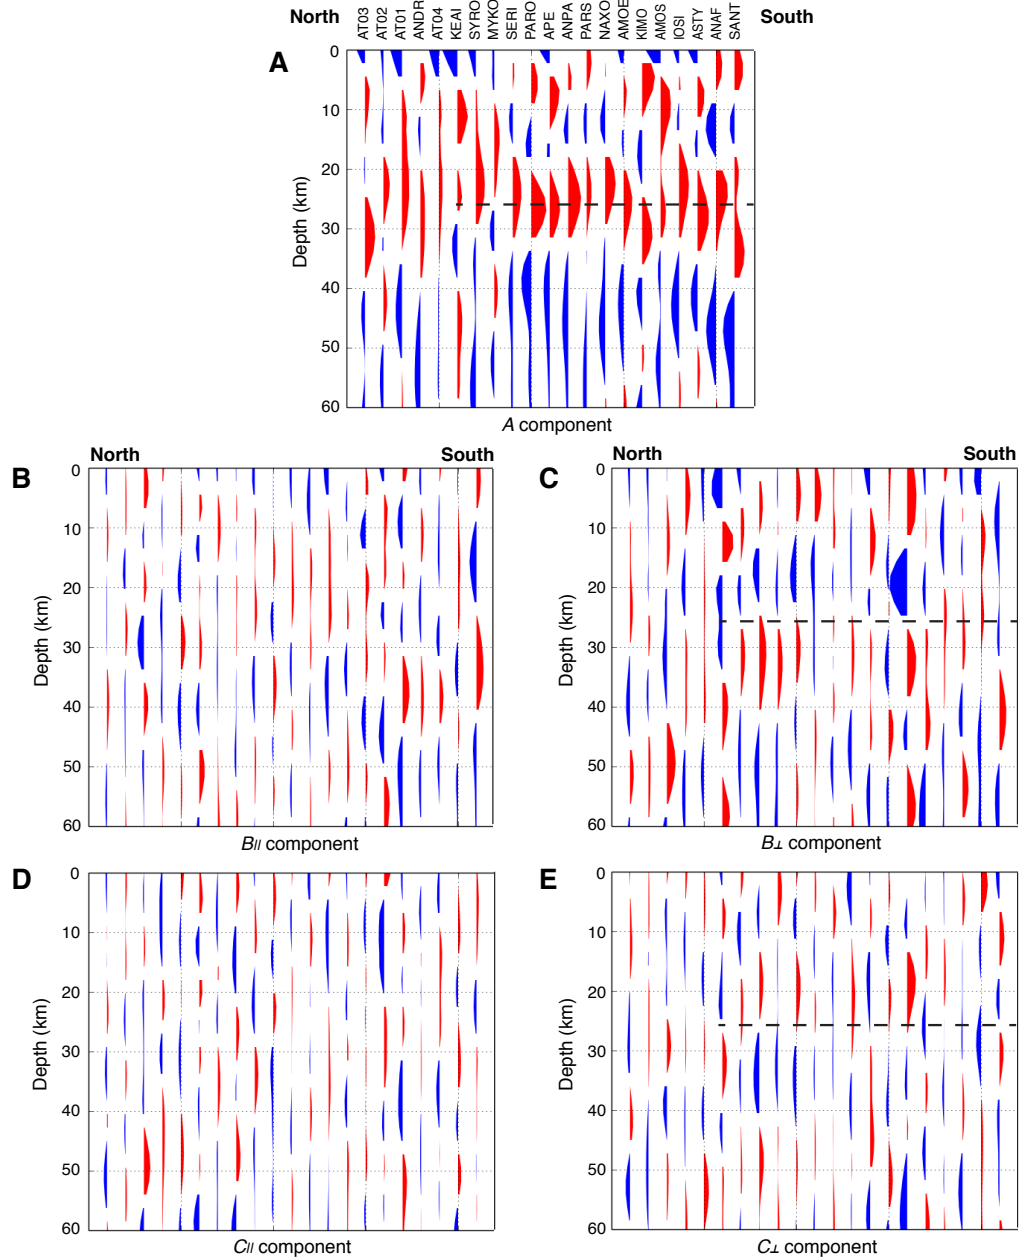 North AT03 AT02 AT01 ANDR AT04 KEAI SYRO MYKO SERI PARO APE ANPA PARS NAXO AMOE KIMO AMOS IOSI ASTY ANAF SANT South
A
0
10
20
30
40
50
60
Depth (km)
A component
B
North South
0
10
20
30
40
50
60
Depth (km)
B// component
C
North South
0
10
20
30
40
50
60
Depth (km)
B⊥ component
D
0
10
20
30
40
50
60
Depth (km)
C// component
E
0
10
20
30
40
50
60
Depth (km)
C⊥ component